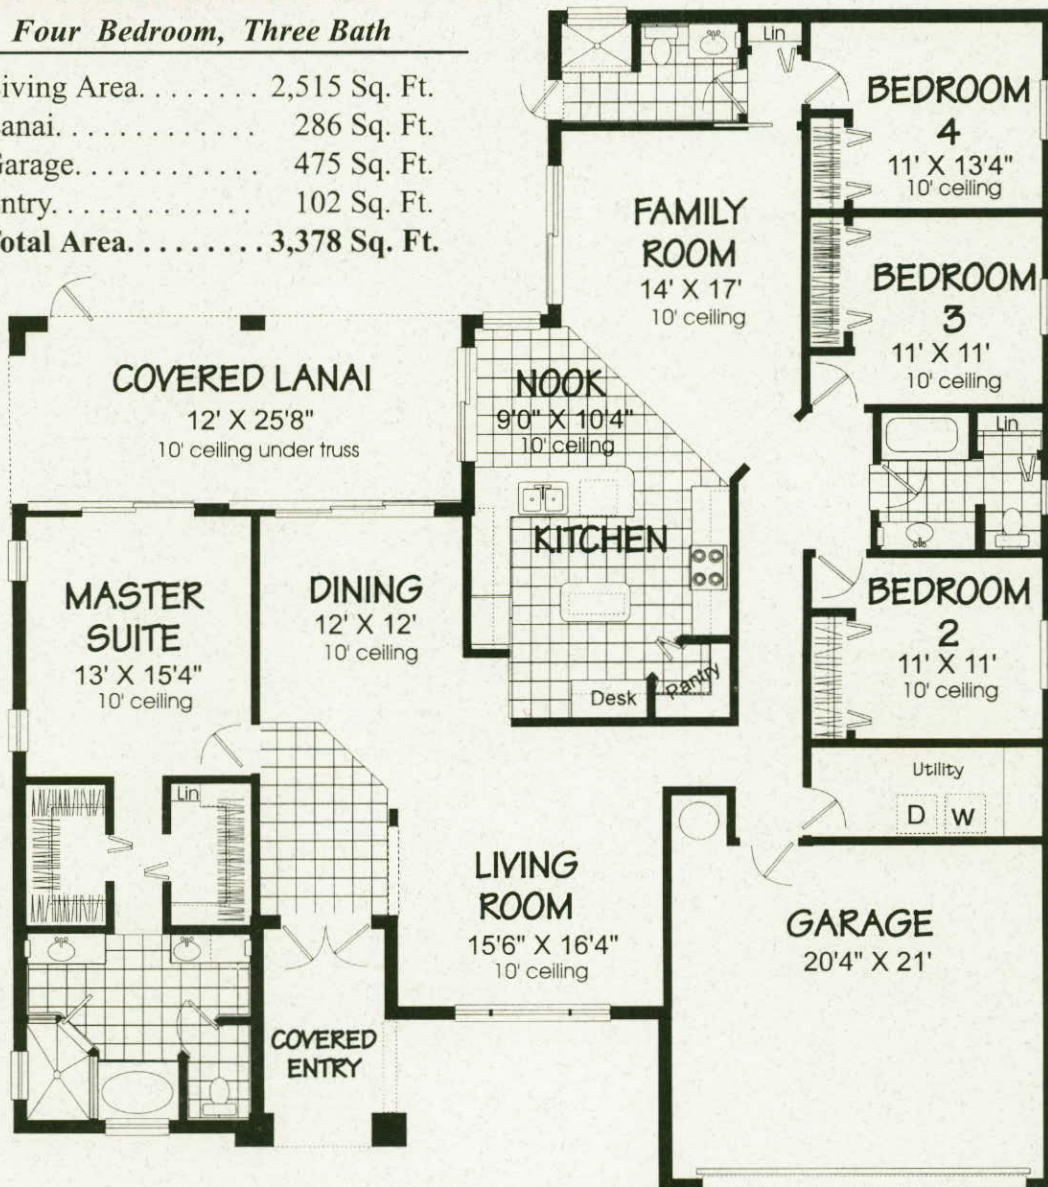 Four Bedroom, Three Bath
iving Area. . . . . . . . 2,515 Sq. Ft.
anai. . . . . . . . . . . . . 286 Sq. Ft.
arage. . . . . . . . . . . . 475 Sq. Ft.
ntry. . . . . . . . . . . . . 102 Sq. Ft.
otal Area. . . . . . . . . 3,378 Sq. Ft.
Lin
BEDROOM
4
11' X 13'4"
10' ceiling
FAMILY
ROOM
14' X 17'
10' ceiling
BEDROOM
3
11' X 11'
10' ceiling
COVERED LANAI
12' X 25'8"
10' ceiling under truss
NOOK
9'0" X 10'4"
10' ceiling
Lin
KITCHEN
MASTER
SUITE
13' X 15'4"
10' ceiling
DINING
12' X 12'
10' ceiling
BEDROOM
2
11' X 11'
10' ceiling
Desk
Pantry
Utility
D W
Lin
LIVING
ROOM
15'6" X 16'4"
10' ceiling
GARAGE
20'4" X 21'
COVERED
ENTRY